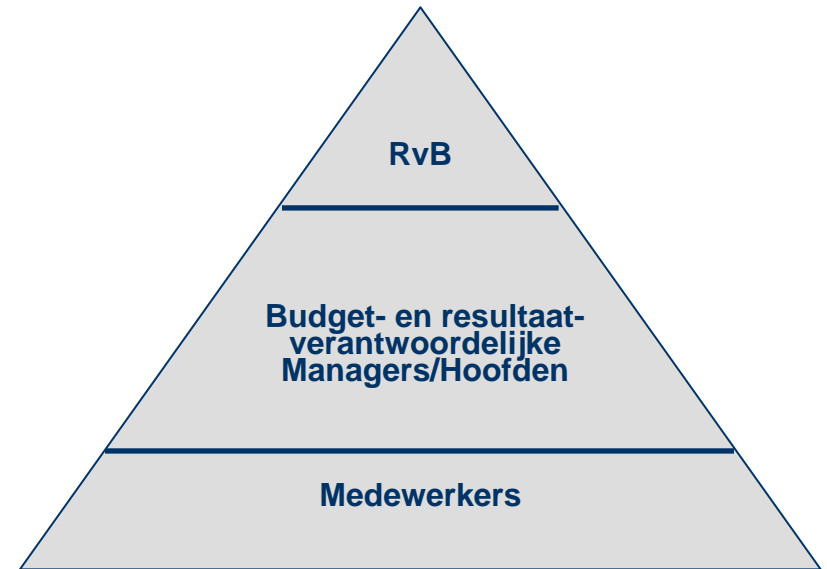 RvB
Budget- en resultaat-
verantwoordelijke
Managers/Hoofden
Medewerkers